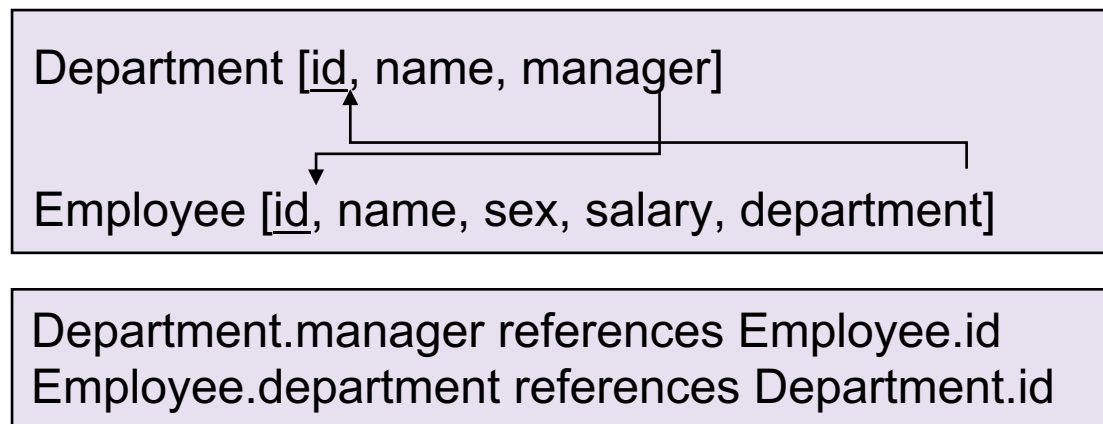 Department [id, name, manager]
Employee [id, name, sex, salary, department]
Department.manager references Employee.id
Employee.department references Department.id